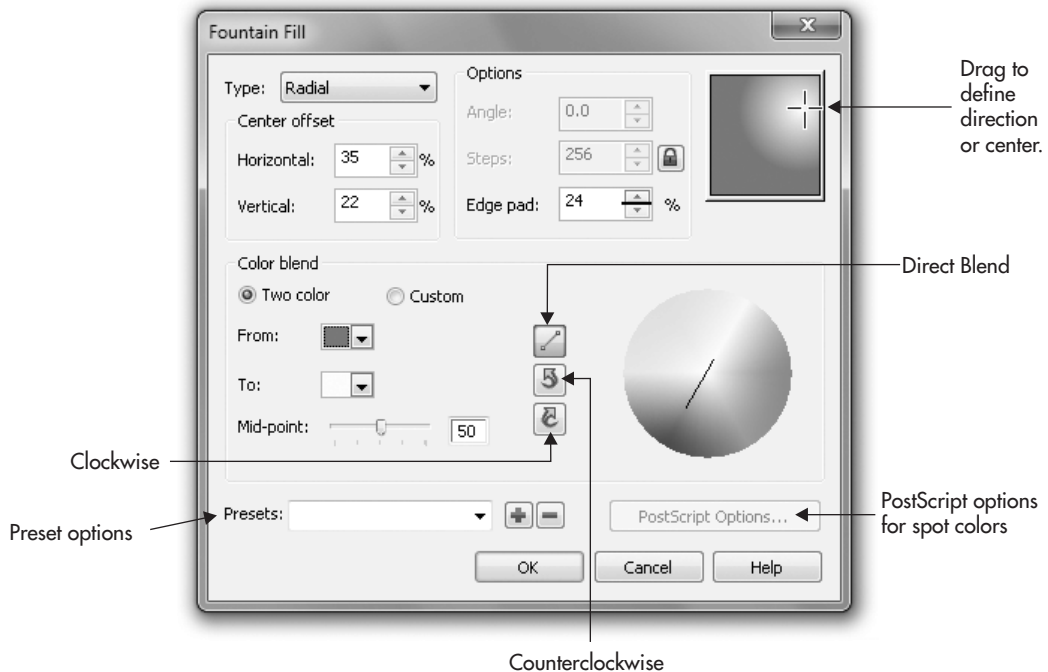 Fountain Fill
X
Type: Radial
Center offset
Horizontal: 35 %
Vertical: 22 %
Options
Angle: 0.0
Steps: 256
Edge pad: 24 %
Drag to
define
direction
or center.
Color blend
Two color
Custom
From:
To:
Mid-point: 50
Direct Blend
Clockwise
Presets:
Preset options
PostScript Options...
PostScript options
for spot colors
OK
Cancel
Help
Counterclockwise